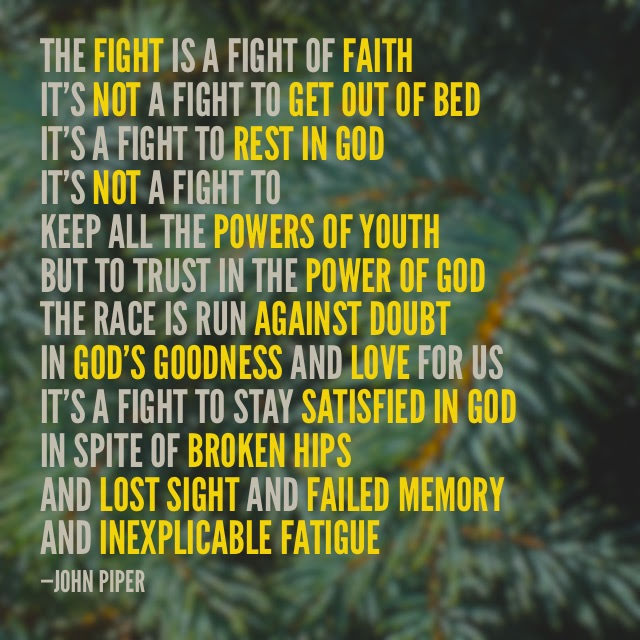 THE FIGHT IS A FIGHT OF FAITH
IT'S NOT A FIGHT TO GET OUT OF BED
IT'S A FIGHT TO REST IN GOD
IT'S NOT A FIGHT TO
KEEP ALL THE POWERS OF YOUTH
BUT TO TRUST IN THE POWER OF GOD
THE RACE IS RUN AGAINST DOUBT
IN GOD'S GOODNESS AND LOVE FOR US
IT'S A FIGHT TO STAY SATISFIED IN GOD
IN SPITE OF BROKEN HIPS
AND LOST SIGHT AND FAILED MEMORY
AND INEXPLICABLE FATIGUE
—JOHN PIPER